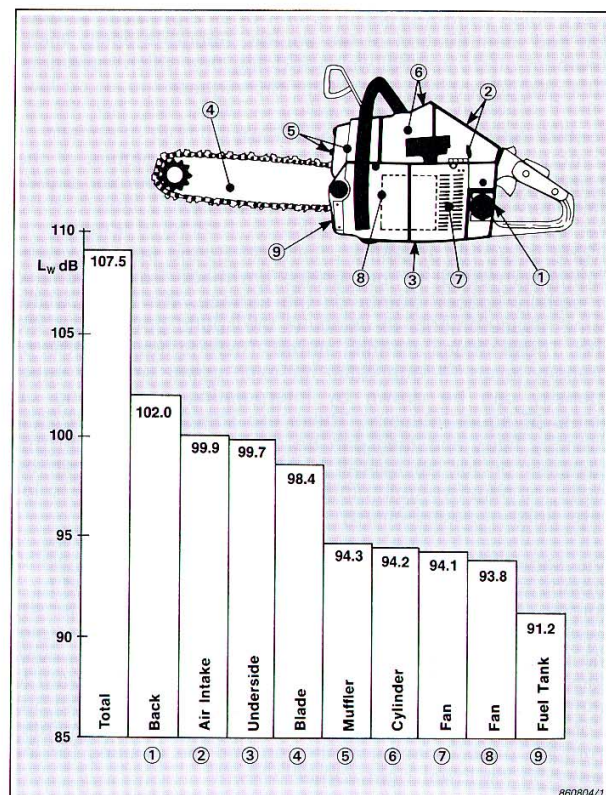 ⑥
②
④
⑤
⑨
⑧
③
⑦
①
110
L_W dB
107.5
105
102.0
100
99.9
99.7
98.4
95
94.3
94.2
94.1
93.8
91.2
90
85
Total
Back
Air Intake
Underside
Blade
Muffler
Cylinder
Fan
Fan
Fuel Tank
① ② ③ ④ ⑤ ⑥ ⑦ ⑧ ⑨
860804/1